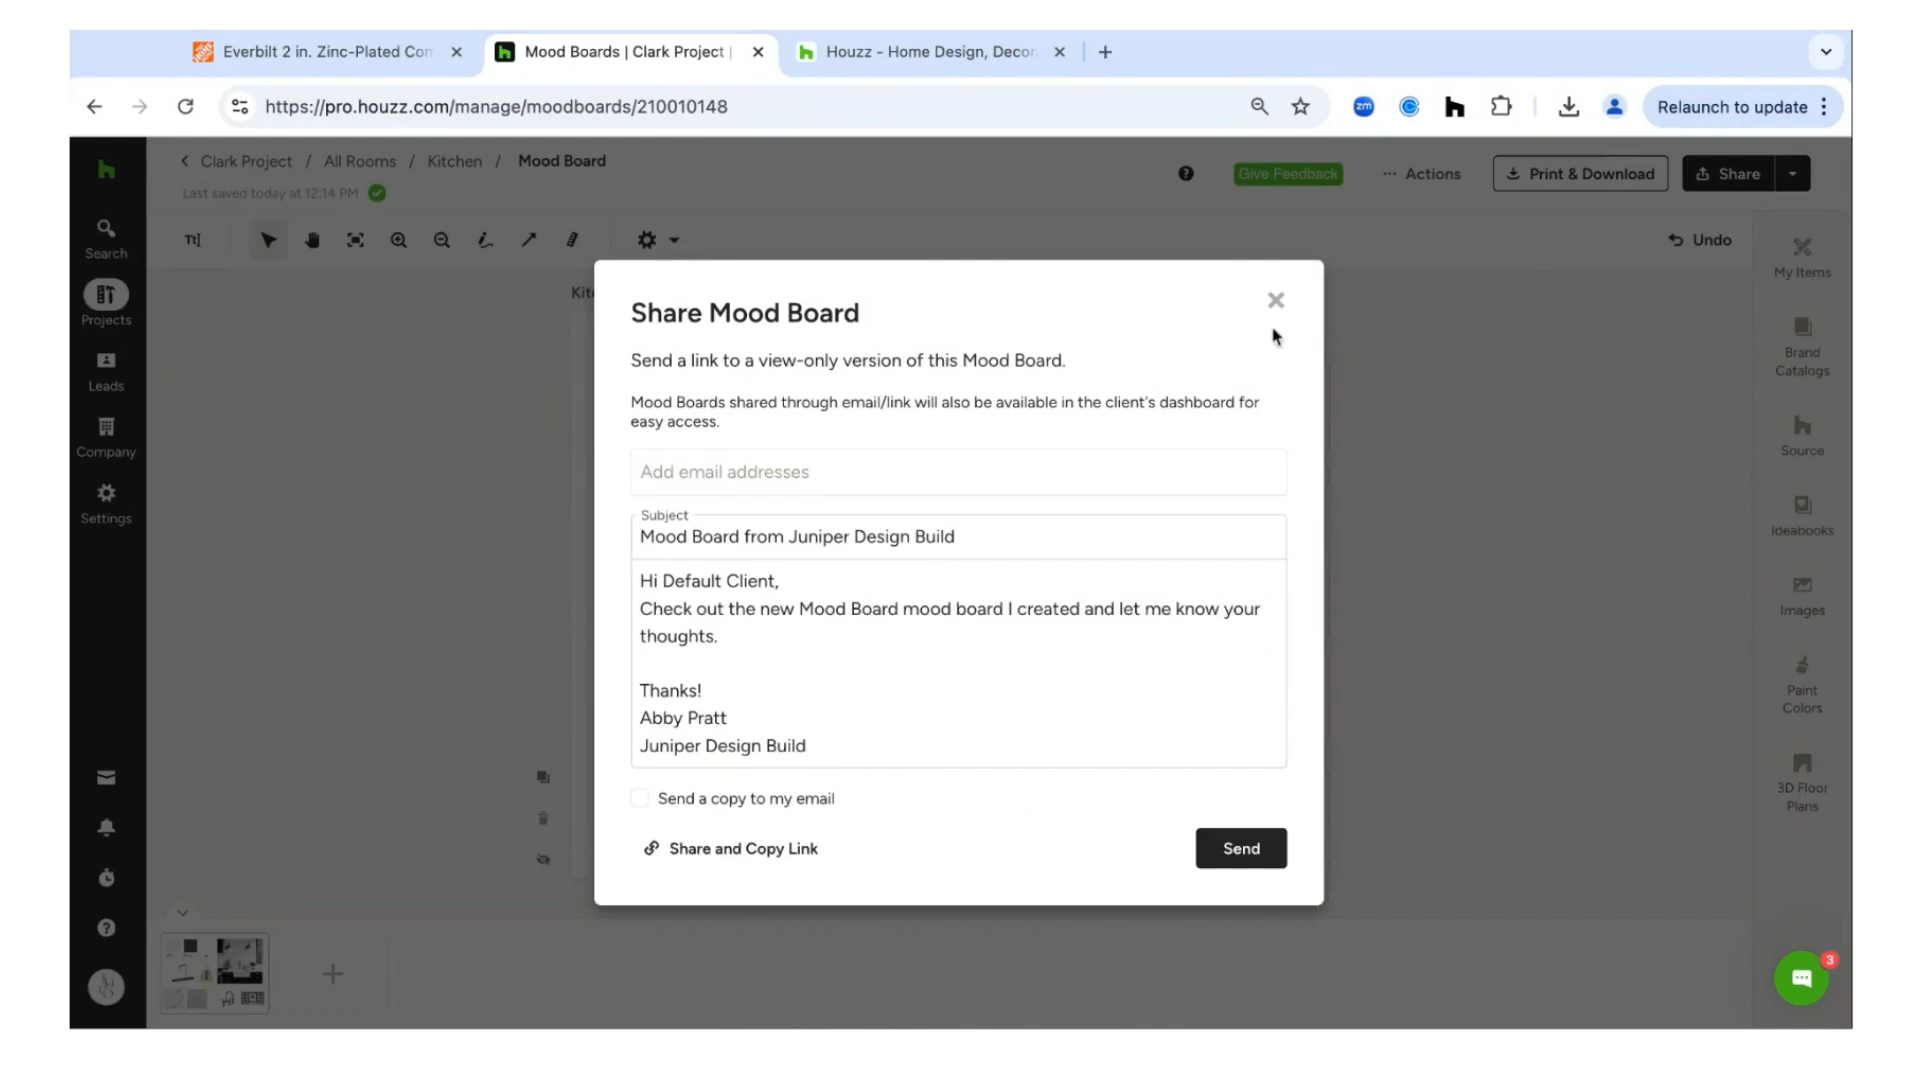 Everbilt 2 in. Zinc-Plated Con
Mood Boards | Clark Project |
Houzz - Home Design, Decor
https://pro.houzz.com/manage/moodboards/210010148
zm
Relaunch to update
Clark Project / All Rooms / Kitchen / Mood Board
Last saved today at 12:14 PM
Give Feedback
Actions
Print & Download
Share
Undo
Search
Projects
Leads
Company
Settings
Kit
Share Mood Board
Send a link to a view-only version of this Mood Board.
Mood Boards shared through email/link will also be available in the client's dashboard for
easy access.
Add email addresses
Subject
Mood Board from Juniper Design Build
Hi Default Client,
Check out the new Mood Board mood board I created and let me know your
thoughts.
Thanks!
Abby Pratt
Juniper Design Build
Send a copy to my email
Share and Copy Link
Send
My Items
Brand
Catalogs
Source
Ideabooks
Images
Paint
Colors
3D Floor
Plans
3